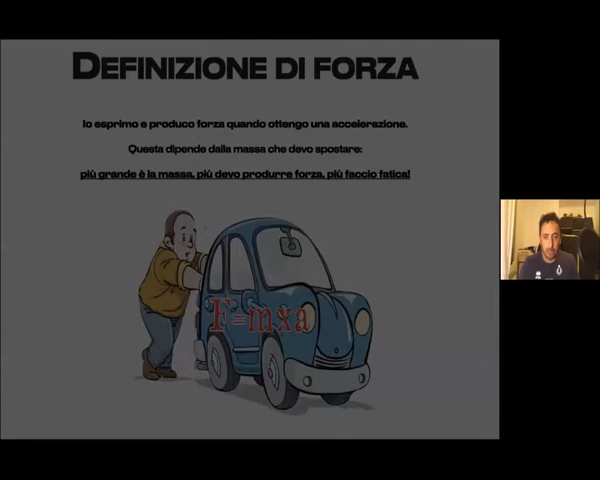 DEFINIZIONE DI FORZA
Io esprimo e produco forza quando ottengo una accelerazione.
Questa dipende dalla massa che devo spostare:
più grande è la massa, più devo produrre forza, più faccio fatica!
F=mxa